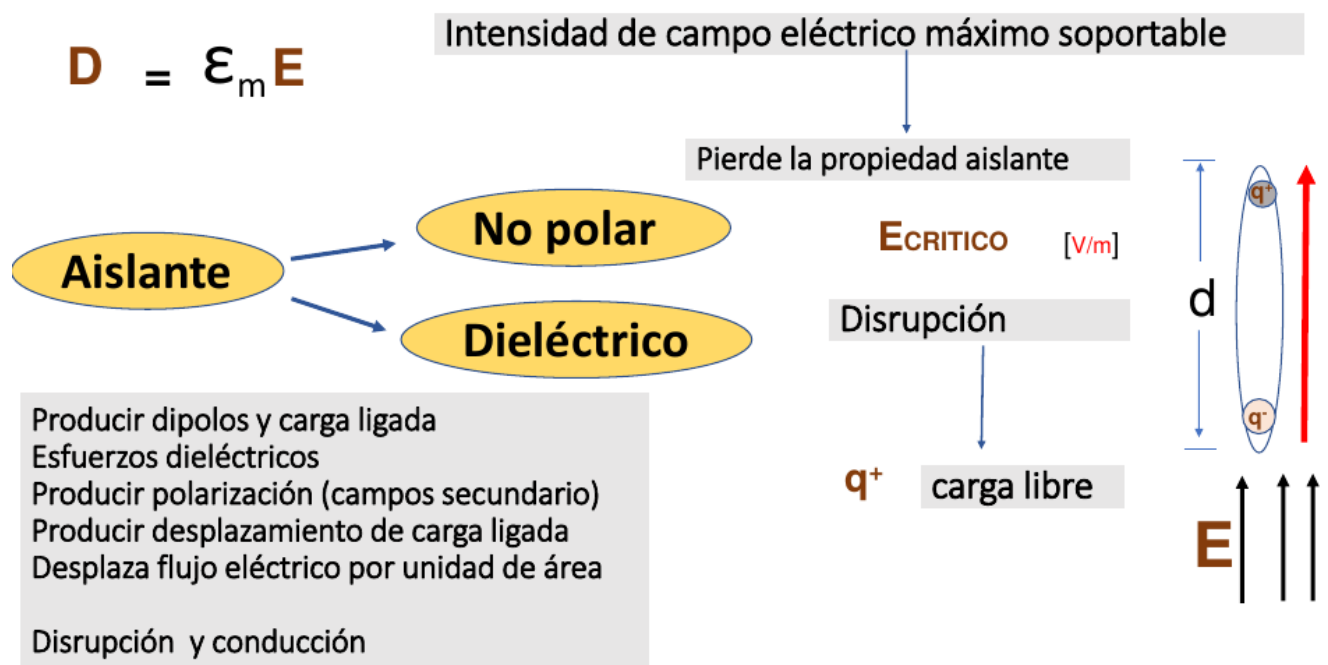 D = εₘE
Intensidad de campo eléctrico máximo soportable
Pierde la propiedad aislante
No polar
Aislante
ECRITICO [V/m]
Dieléctrico
Disrupción
d
q⁺
q⁻
Producir dipolos y carga ligada
Esfuerzos dieléctricos
Producir polarización (campos secundario)
Producir desplazamiento de carga ligada
Desplaza flujo eléctrico por unidad de área
Disrupción y conducción
q⁺ carga libre
E